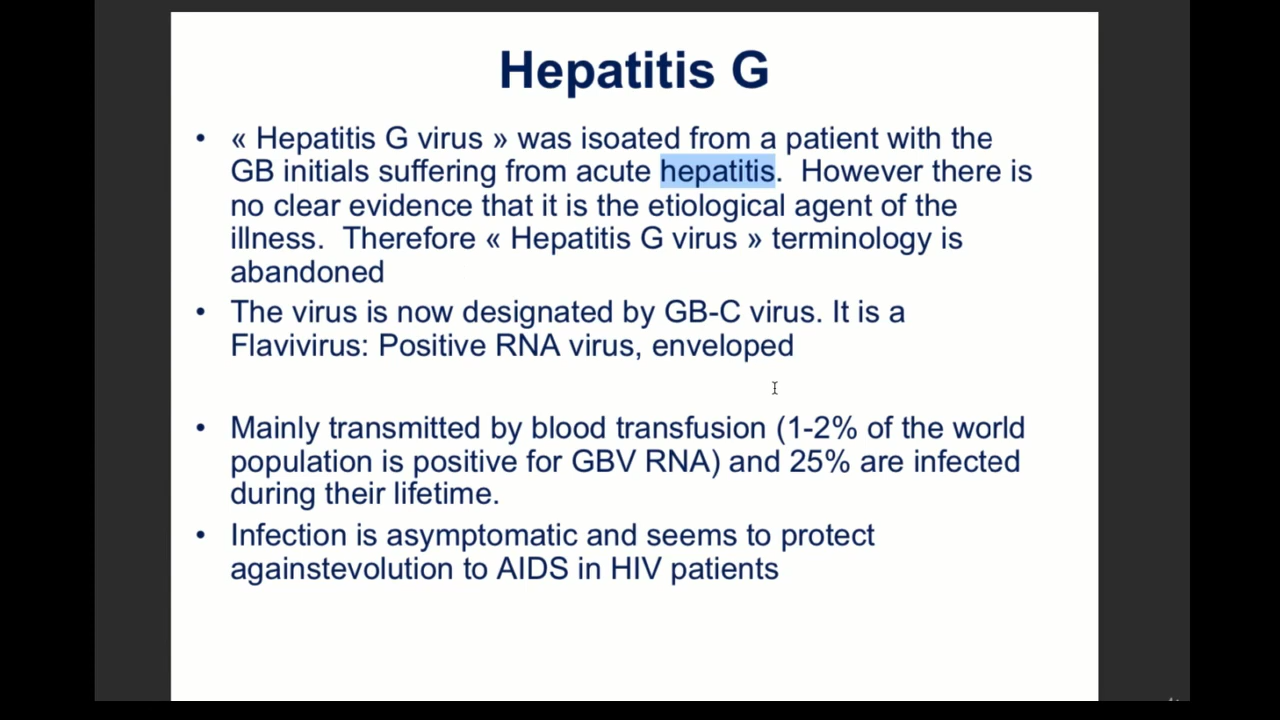 Hepatitis G
• « Hepatitis G virus » was isoated from a patient with the
GB initials suffering from acute hepatitis.  However there is
no clear evidence that it is the etiological agent of the
illness.  Therefore « Hepatitis G virus » terminology is
abandoned
• The virus is now designated by GB-C virus. It is a
Flavivirus: Positive RNA virus, enveloped
• Mainly transmitted by blood transfusion (1-2% of the world
population is positive for GBV RNA) and 25% are infected
during their lifetime.
• Infection is asymptomatic and seems to protect
againstevolution to AIDS in HIV patients